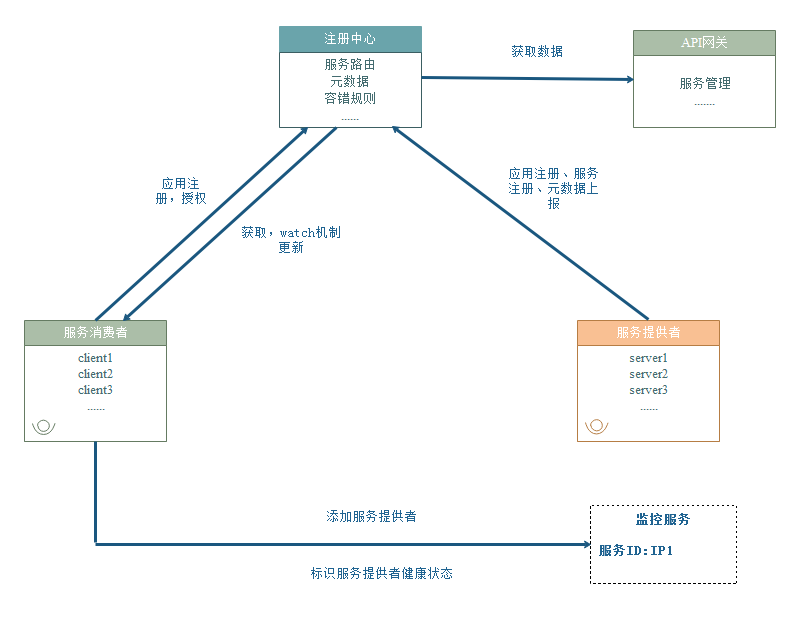 注册中心
服务路由
元数据
容错规则
......
获取数据
API网关
服务管理
.......
应用注
册，授权
获取，watch机制
更新
应用注册、服务
注册、元数据上
报
服务消费者
client1
client2
client3
......
服务提供者
server1
server2
server3
......
添加服务提供者
标识服务提供者健康状态
监控服务
服务ID:IP1